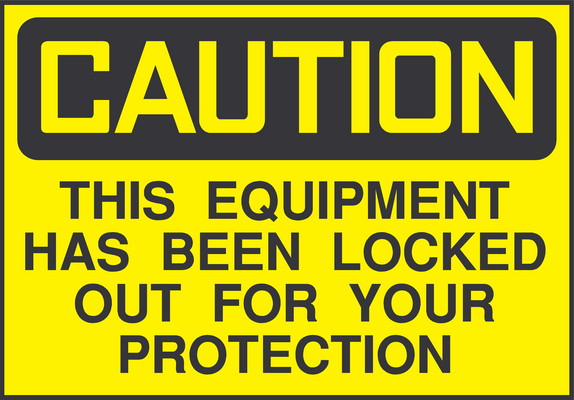 CAUTION
THIS EQUIPMENT
HAS BEEN LOCKED
OUT FOR YOUR
PROTECTION